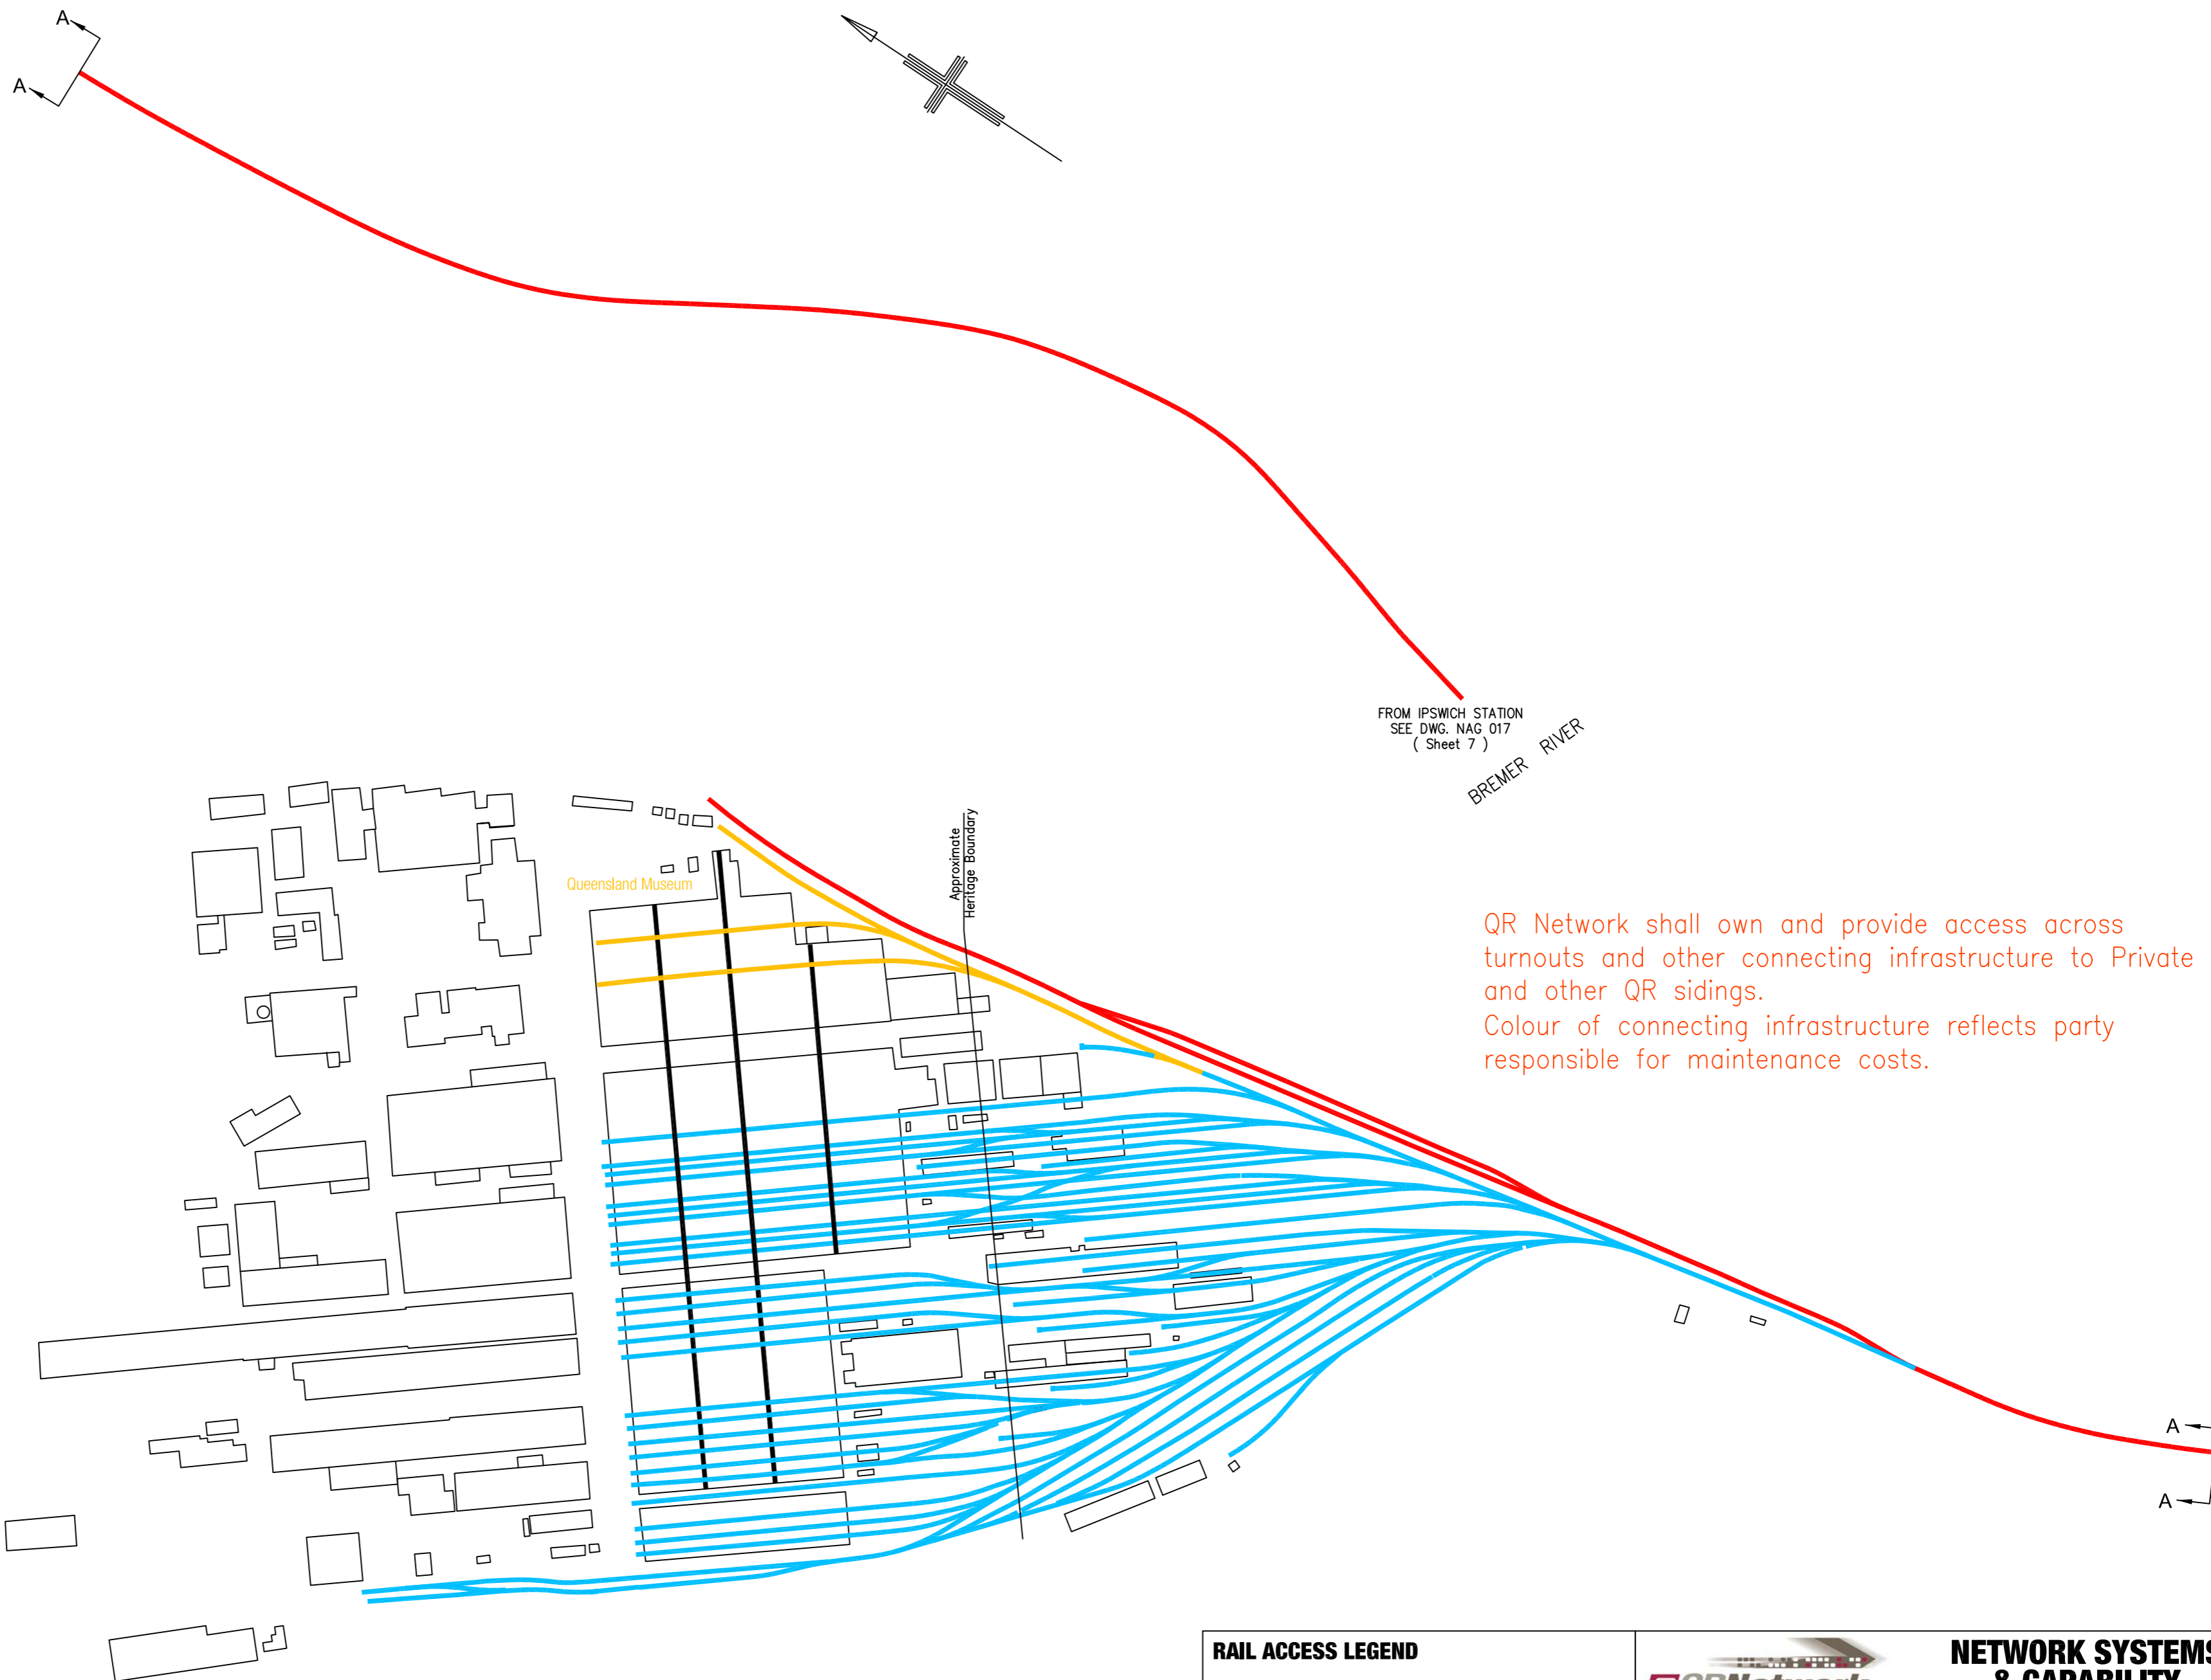 A
A
FROM IPSWICH STATION
SEE DWG. NAG 017
( Sheet 7 )
BREMER RIVER
Approximate
Heritage Boundary
Queensland Museum
QR Network shall own and provide access across
turnouts and other connecting infrastructure to Private
and other QR sidings.
Colour of connecting infrastructure reflects party
responsible for maintenance costs.
A
A
RAIL ACCESS LEGEND
QRNetwork
NETWORK SYSTEMS
& CAPABILITY